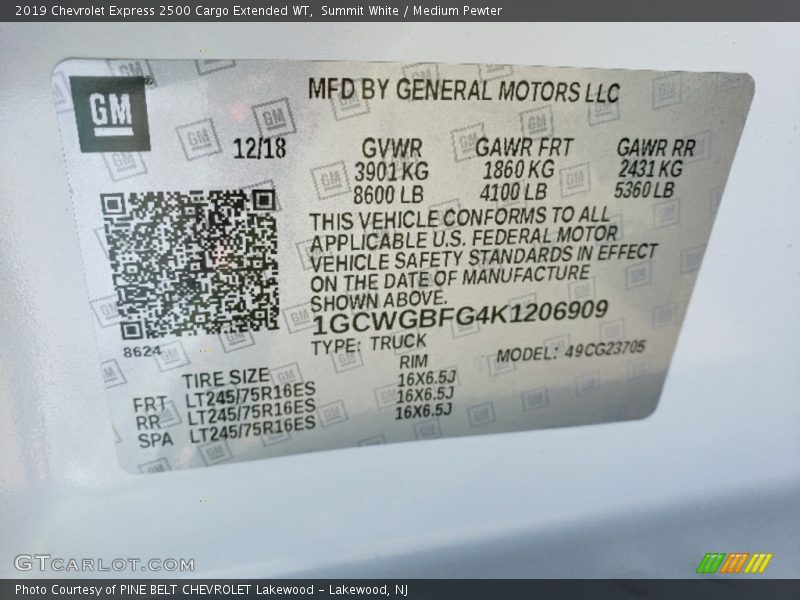 2019 Chevrolet Express 2500 Cargo Extended WT,  Summit White / Medium Pewter
GM
MFD BY GENERAL MOTORS LLC
12/18
GVWR GAWR FRT GAWR RR
3901 KG 1860 KG 2431 KG
8600 LB 4100 LB 5360 LB
THIS VEHICLE CONFORMS TO ALL
APPLICABLE U.S. FEDERAL MOTOR
VEHICLE SAFETY STANDARDS IN EFFECT
ON THE DATE OF MANUFACTURE
SHOWN ABOVE.
1GCWGBFG4K1206909
8624
TYPE: TRUCK MODEL: 49CG23705
TIRE SIZE RIM
FRT LT245/75R16ES 16X6.5J
RR LT245/75R16ES 16X6.5J
SPA LT245/75R16ES 16X6.5J
GTCARLOT.COM
Photo Courtesy of PINE BELT CHEVROLET Lakewood – Lakewood, NJ